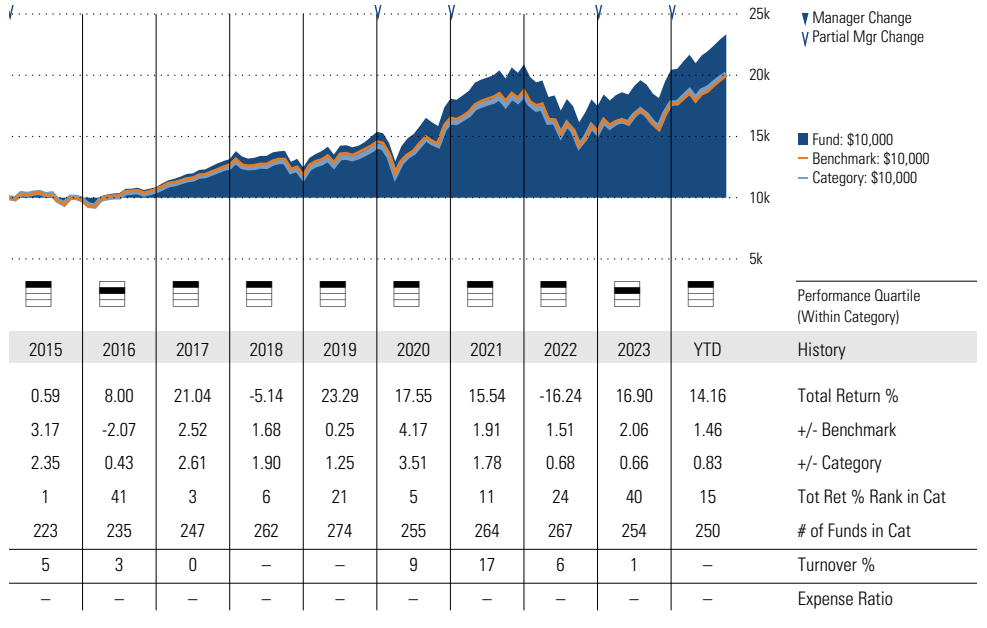 25k
20k
15k
10k
5k
Manager Change
Partial Mgr Change
Fund: $10,000
Benchmark: $10,000
Category: $10,000
Performance Quartile
(Within Category)
2015 2016 2017 2018 2019 2020 2021 2022 2023 YTD History
0.59 8.00 21.04 -5.14 23.29 17.55 15.54 -16.24 16.90 14.16 Total Return %
3.17 -2.07 2.52 1.68 0.25 4.17 1.91 1.51 2.06 1.46 +/- Benchmark
2.35 0.43 2.61 1.90 1.25 3.51 1.78 0.68 0.66 0.83 +/- Category
1 41 3 6 21 5 11 24 40 15 Tot Ret % Rank in Cat
223 235 247 262 274 255 264 267 254 250 # of Funds in Cat
5 3 0 – – 9 17 6 1 – Turnover %
– – – – – – – – – – Expense Ratio